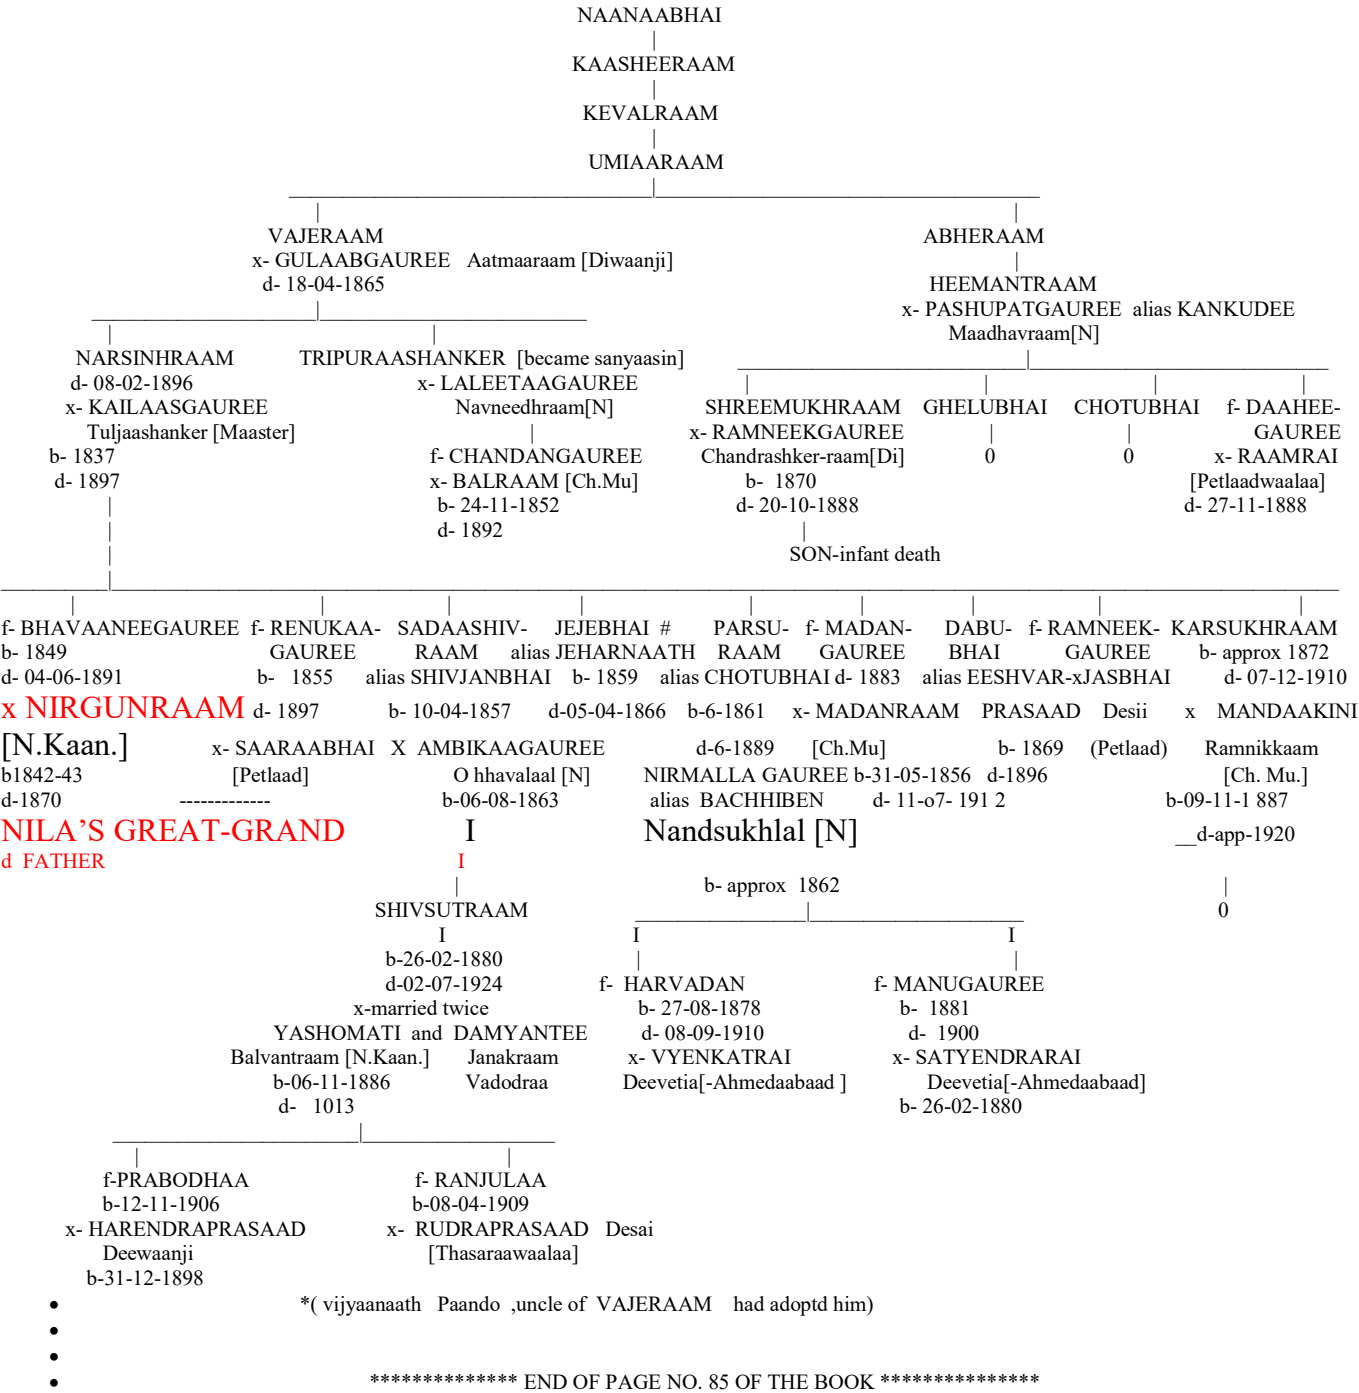 NAANAABHAI
KAASHEERAAM
KEVALRAAM
UMIAARAAM
VAJERAAM ABHERAAM
x- GULAABGAUREE Aatmaaraam [Diwaanji]
d- 18-04-1865 HEEMANTRAAM
x- PASHUPATGAUREE alias KANKUDEE
Maadhavraam[N]
NARSINHRAAM TRIPURAASHANKER [became sanyaasin]
d- 08-02-1896 x- LALEETAAGAUREE
x- KAILAASGAUREE Navneedhraam[N] SHREEMUKHRAAM GHELUBHAI CHOTUBHAI f- DAAHEE-
Tuljaashanker [Maaster] x- RAMNEEKGAUREE GAUREE
b- 1837 f- CHANDANGAUREE Chandrashker-raam[Di] 0 0 x- RAAMRAI
d- 1897 x- BALRAAM [Ch.Mu] b- 1870 [Petlaadwaalaa]
b- 24-11-1852 d- 20-10-1888 d- 27-11-1888
d- 1892
SON-infant death
f- BHAVAANEEGAUREE f- RENUKAA- SADAASHIV- JEJEBHAI # PARSU- f- MADAN- DABU- f- RAMNEEK- KARSUKHRAAM
b- 1849 GAUREE RAAM alias JEHARNAATH RAAM GAUREE BHAI GAUREE b- approx 1872
d- 04-06-1891 b- 1855 alias SHIVJANBHAI b- 1859 alias CHOTUBHAI d- 1883 alias EESHVAR-xJASBHAI d- 07-12-1910
x NIRGUNRAAM d- 1897 b- 10-04-1857 d-05-04-1866 b-6-1861 x- MADANRAAM PRASAAD Desii x MANDAAKINI
[N.Kaan.] x- SAARAABHAI X AMBIKAAGAUREE d-6-1889 [Ch.Mu] b- 1869 (Petlaad) Ramnikkaam
b1842-43 [Petlaad] O hhavalaal [N] NIRMALLA GAUREE b-31-05-1856 d-1896 [Ch. Mu.]
d-1870 ------------- b-06-08-1863 alias BACHHIBEN d- 11-o7- 191 2 b-09-11-1 887
NILA'S GREAT-GRAND I Nandsukhlal [N] __d-app-1920
d FATHER I
b- approx 1862
SHIVSUTRAAM 0
I I I
b-26-02-1880
d-02-07-1924 f- HARVADAN f- MANUGAUREE
x-married twice b- 27-08-1878 b- 1881
YASHOMATI and DAMYANTEE d- 08-09-1910 d- 1900
Balvantraam [N.Kaan.] Janakraam x- VYENKATRAI x- SATYENDRARAI
b-06-11-1886 Vadodraa Deevetia[-Ahmedaabaad ] Deevetia[-Ahmedaabaad]
d- 1013 b- 26-02-1880
f-PRABODHAA f- RANJULAA
b-12-11-1906 b-08-04-1909
x- HARENDRAPRASAAD x- RUDRAPRASAAD Desai
Deewaanji [Thasaraawaalaa]
b-31-12-1898
• *( vijyaanaath Paando ,uncle of VAJERAAM had adoptd him)
•
•
• ************** END OF PAGE NO. 85 OF THE BOOK ***************